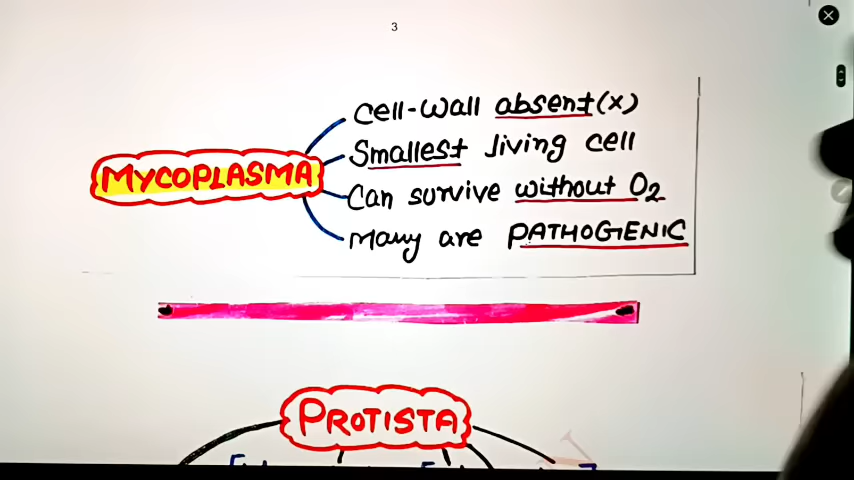 3
Cell-wall absent(x)
Smallest living cell
MYCOPLASMA
Can survive without O2
Many are PATHOGENIC
PROTISTA